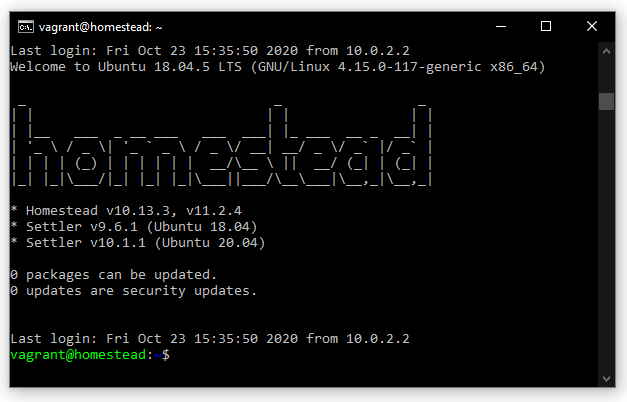 vagrant@homestead: ~
Last login: Fri Oct 23 15:35:50 2020 from 10.0.2.2
Welcome to Ubuntu 18.04.5 LTS (GNU/Linux 4.15.0-117-generic x86_64)
homestead
* Homestead v10.13.3, v11.2.4
* Settler v9.6.1 (Ubuntu 18.04)
* Settler v10.1.1 (Ubuntu 20.04)
0 packages can be updated.
0 updates are security updates.
Last login: Fri Oct 23 15:35:50 2020 from 10.0.2.2
vagrant@homestead:~$